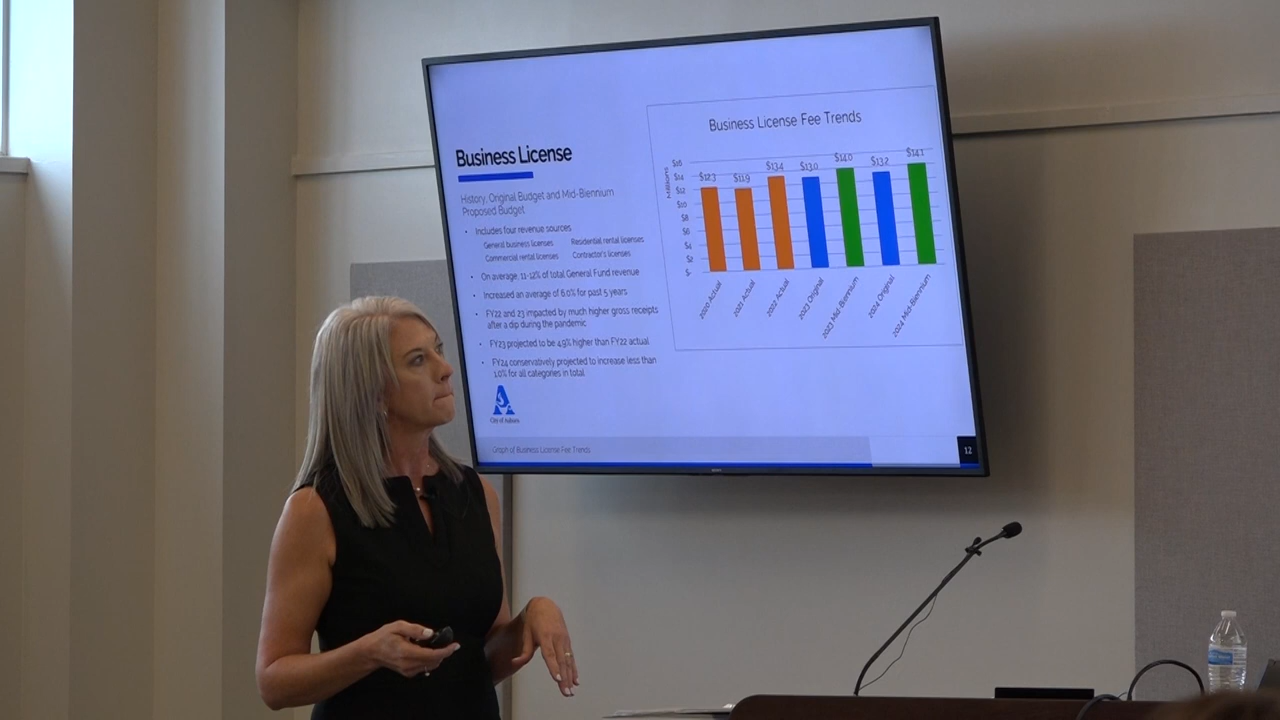 Business License
History, Original Budget and Mid-Biennium
Proposed Budget
• Includes four revenue sources
General business licenses Residential rental licenses
Commercial rental licenses Contractor's licenses
• On average, 11-12% of total General Fund revenue
• Increased an average of 6.0% for past 5 years
• FY22 and 23 impacted by much higher gross receipts
after a dip during the pandemic
• FY23 projected to be 4.9% higher than FY22 actual
• FY24 conservatively projected to increase less than
1.0% for all categories in total
City of Auburn
Graph of Business License Fee Trends
12
Business License Fee Trends
Millions
$16
$14
$12
$10
$8
$6
$4
$2
$-
$12.3 $11.9 $13.4 $13.0 $14.0 $13.2 $14.1
2020 Actual
2021 Actual
2022 Actual
2023 Original
2023 Mid-Biennium
2024 Original
2024 Mid-Biennium